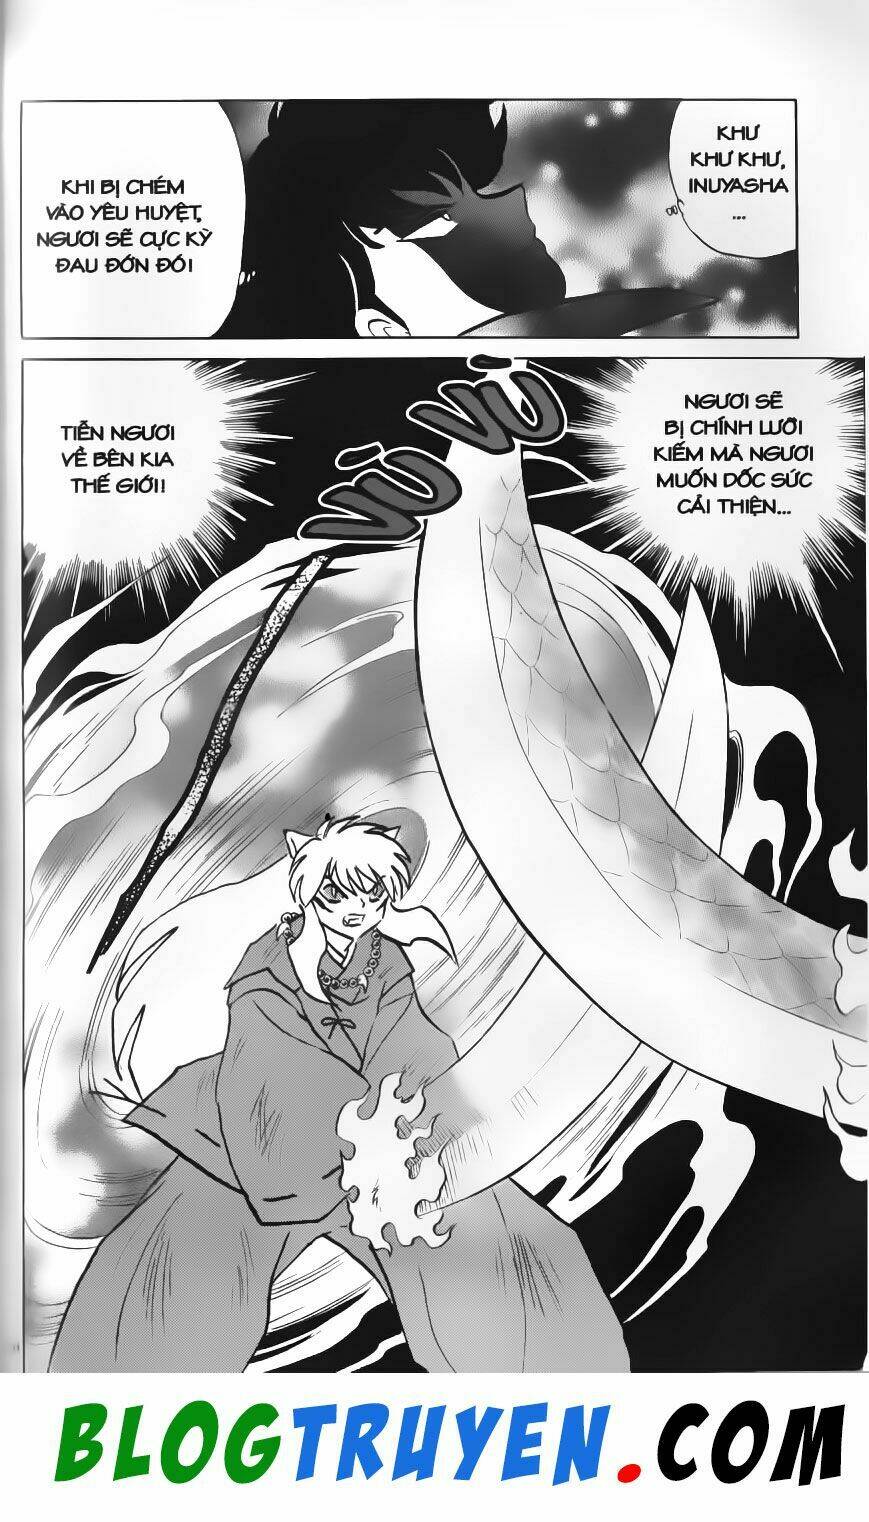 KHƯ
KHƯ KHƯ,
INUYASHA
...
KHI BỊ CHÉM
VÀO YÊU HUYỆT,
NGƯƠI SẼ CỰC KỲ
ĐAU ĐỚN ĐÓ!
NGƯƠI SẼ
BỊ CHÍNH LƯỠI
KIẾM MÀ NGƯƠI
MUỐN DỐC SỨC
CẢI THIỆN...
VÙ VÙ
TIỄN NGƯƠI
VỀ BÊN KIA
THẾ GIỚI!
BLOGTRUYEN.COM